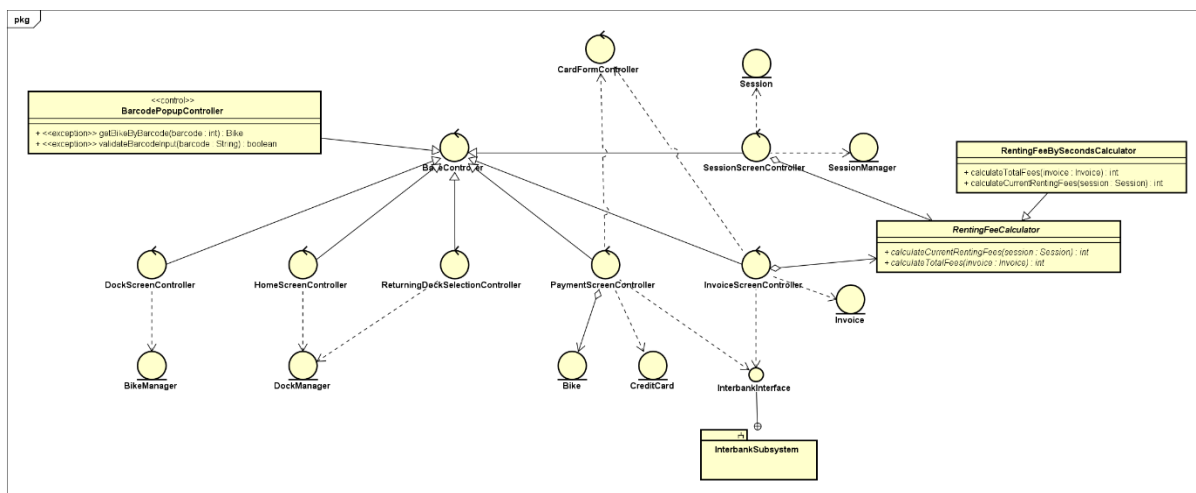 pkg
CardFormController
Session
<<control>>
BarcodePopupController
+ <<exception>> getBikeByBarcode(barcode : int) : Bike
+ <<exception>> validateBarcodeInput(barcode : String) : boolean
BaseController
SessionScreenController
SessionManager
RentingFeeBySecondsCalculator
+ calculateTotalFees(invoice : Invoice) : int
+ calculateCurrentRentingFees(session : Session) : int
RentingFeeCalculator
+ calculateCurrentRentingFees(session : Session) : int
+ calculateTotalFees(invoice : Invoice) : int
DockScreenController
HomeScreenController
ReturningDockSelectionController
PaymentScreenController
InvoiceScreenController
Invoice
BikeManager
DockManager
Bike
CreditCard
InterbankInterface
InterbankSubsystem